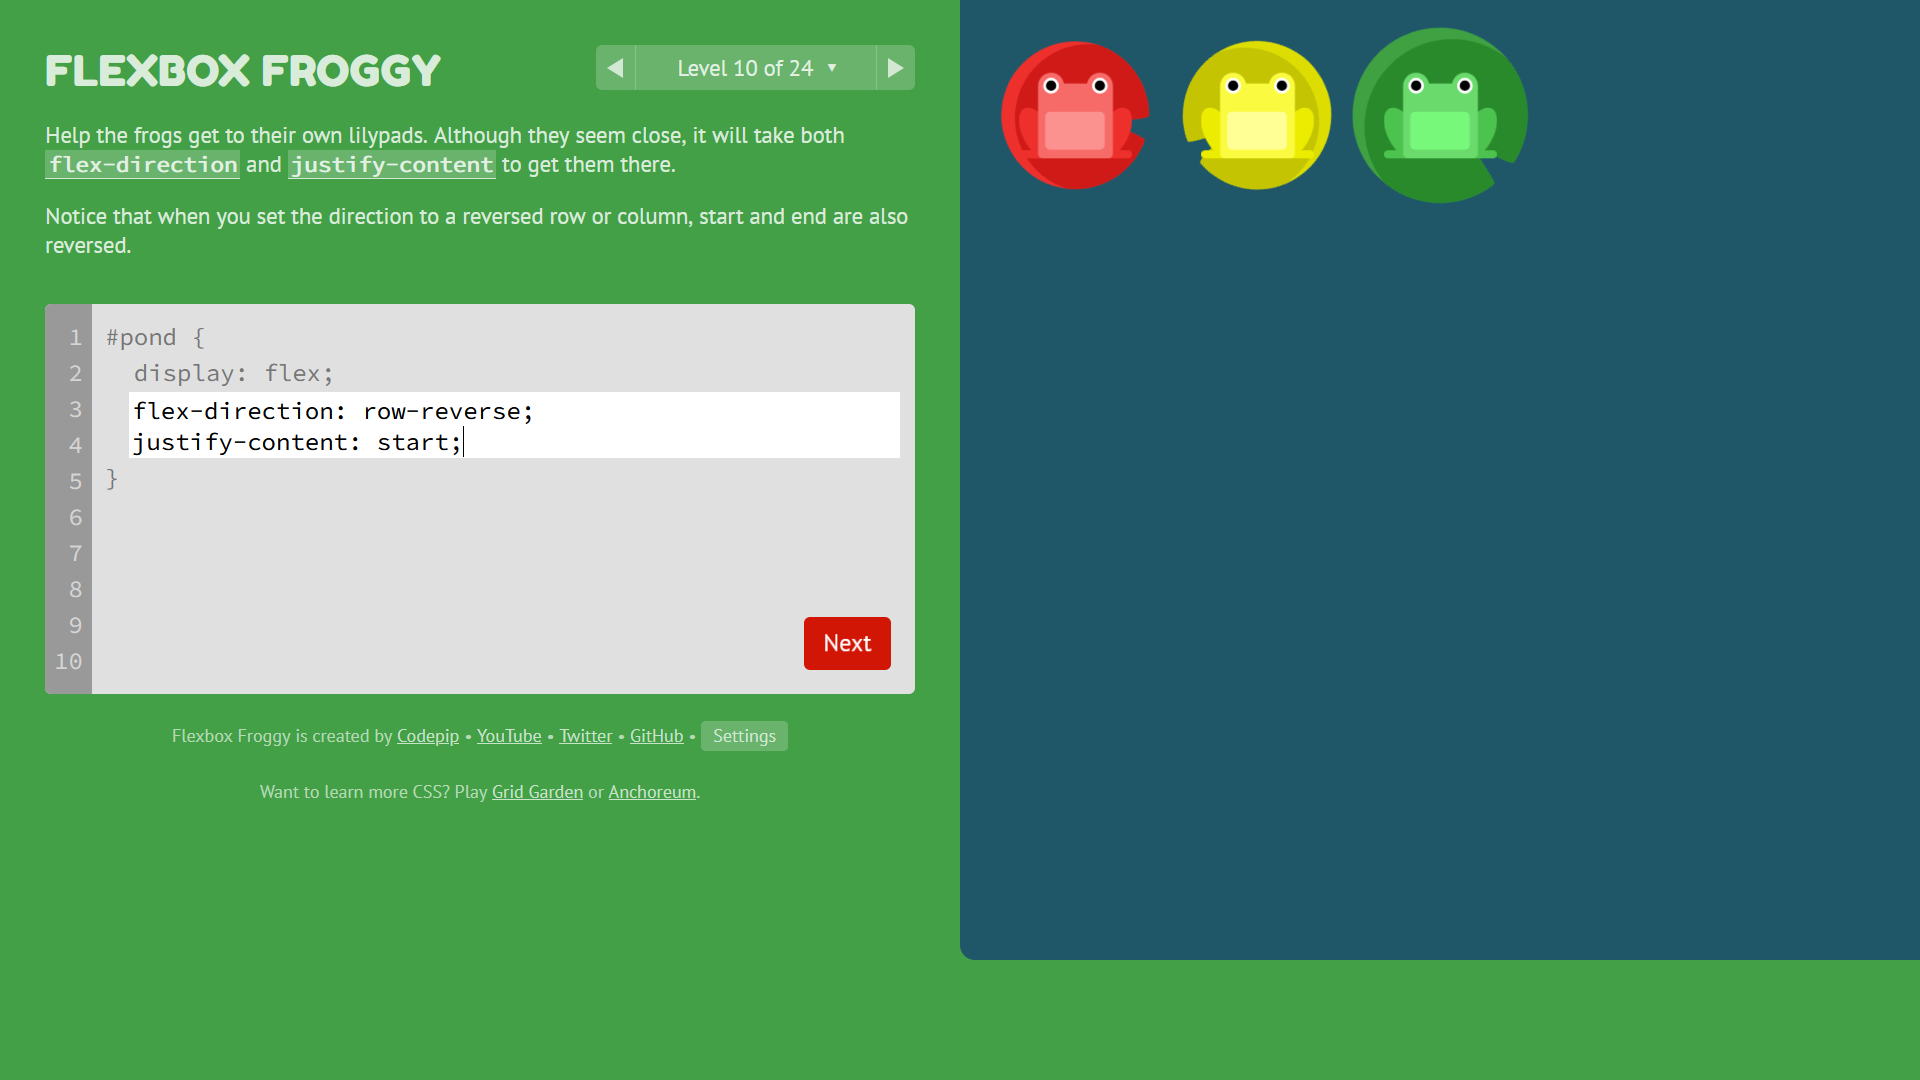 FLEXBOX FROGGY
Level 10 of 24 ▼
Help the frogs get to their own lilypads. Although they seem close, it will take both
flex-direction and justify-content to get them there.
Notice that when you set the direction to a reversed row or column, start and end are also
reversed.
1 #pond {
2 display: flex;
3 flex-direction: row-reverse;
4 justify-content: start;
5 }
6
7
8
9
10
Next
Flexbox Froggy is created by Codepip • YouTube • Twitter • GitHub • Settings
Want to learn more CSS? Play Grid Garden or Anchoreum.